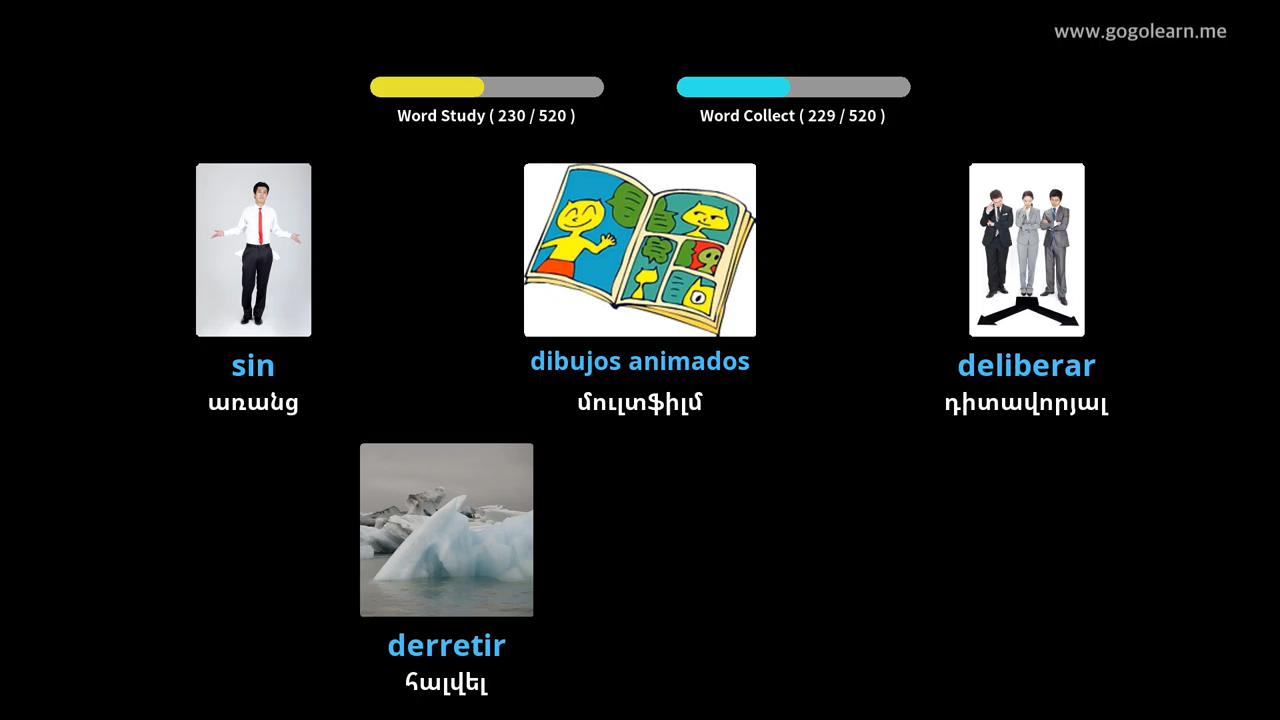 www.gogolearn.me
Word Study ( 230 / 520 )
Word Collect ( 229 / 520 )
sin
առանց
dibujos animados
մուլտֆիլմ
deliberar
դիտավորյալ
derretir
հալվել